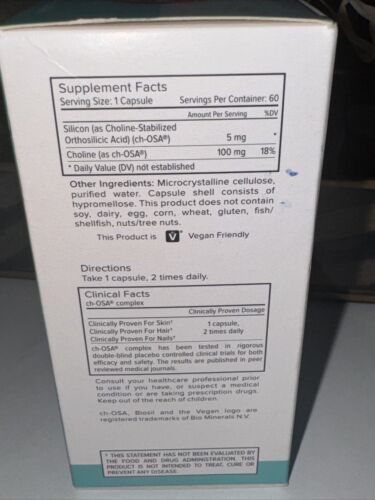 Supplement Facts
Serving Size: 1 Capsule Servings Per Container: 60
Amount Per Serving %DV
Silicon (as Choline-Stabilized
Orthosilicic Acid) (ch-OSA®) 5 mg *
Choline (as ch-OSA®) 100 mg 18%
* Daily Value (DV) not established
Other Ingredients: Microcrystalline cellulose,
purified water. Capsule shell consists of
hypromellose. This product does not contain
soy, dairy, egg, corn, wheat, gluten, fish/
shellfish, nuts/tree nuts.
This Product is V Vegan Friendly
Directions
Take 1 capsule, 2 times daily.
Clinical Facts
ch-OSA® complex
Clinically Proven Dosage
Clinically Proven For Skin† 1 capsule,
Clinically Proven For Hair† 2 times daily
Clinically Proven For Nails†
ch-OSA® complex has been tested in rigorous
double-blind placebo controlled clinical trials for both
efficacy and safety. The results are published in peer
reviewed medical journals.
Consult your healthcare professional prior
to use if you have, or suspect a medical
condition or are taking prescription drugs.
Keep out of the reach of children.
ch-OSA, Biosil and the Vegan logo are
registered trademarks of Bio Minerals N.V.
† THIS STATEMENT HAS NOT BEEN EVALUATED BY
THE FOOD AND DRUG ADMINISTRATION. THIS
PRODUCT IS NOT INTENDED TO TREAT, CURE OR
PREVENT ANY DISEASE.